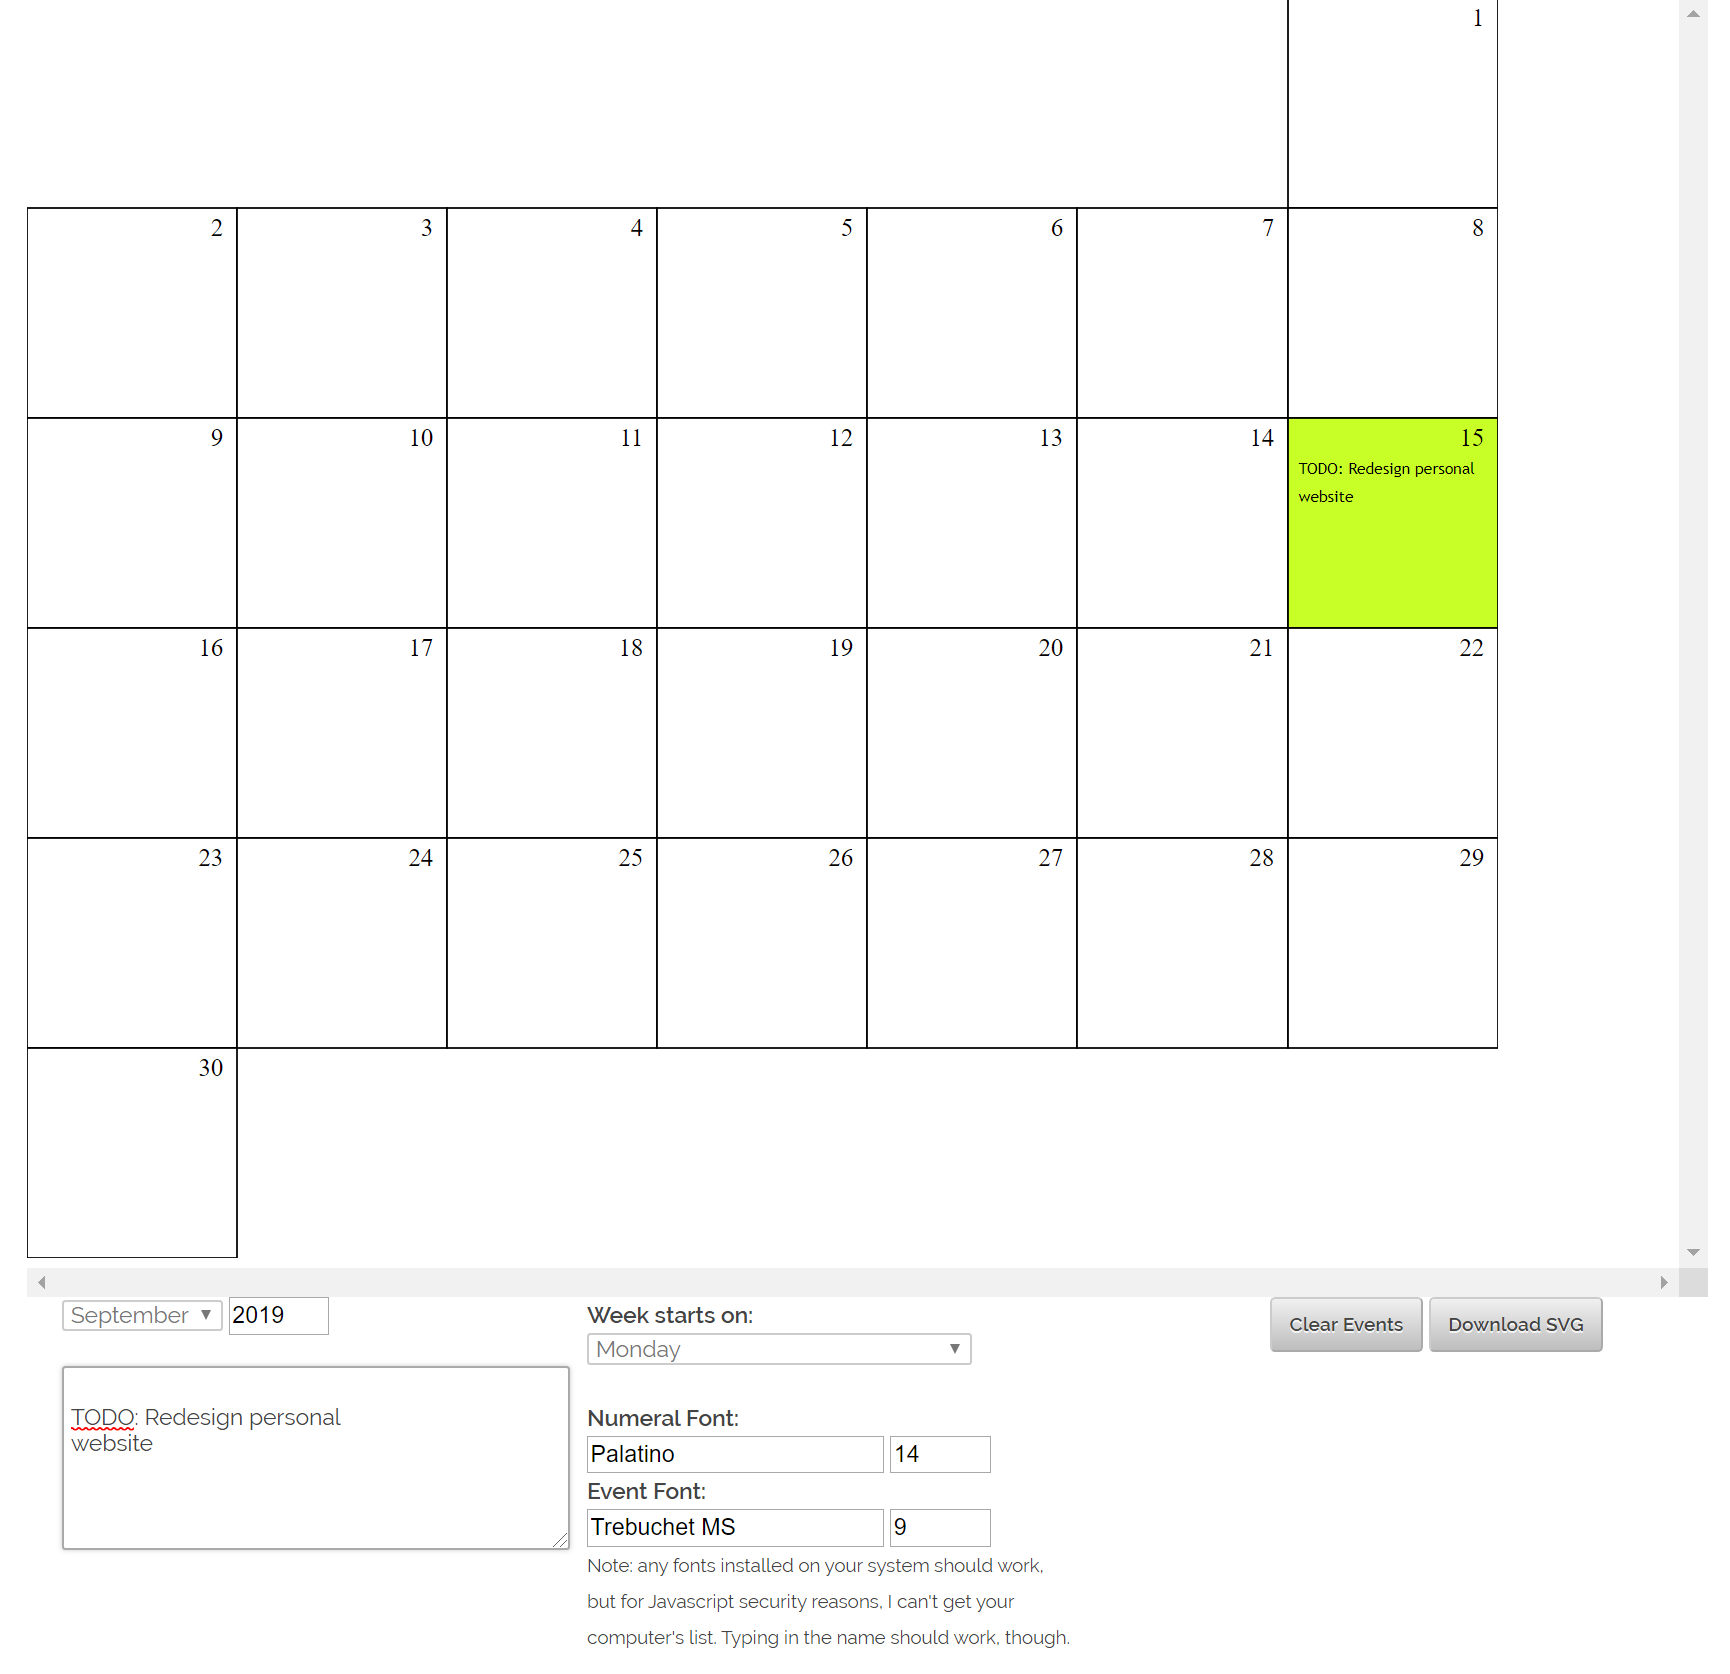 1
2 3 4 5 6 7 8
9 10 11 12 13 14 15
TODO: Redesign personal
website
16 17 18 19 20 21 22
23 24 25 26 27 28 29
30
September 2019
TODO: Redesign personal
website
Week starts on:
Monday
Numeral Font:
Palatino 14
Event Font:
Trebuchet MS 9
Note: any fonts installed on your system should work,
but for Javascript security reasons, I can't get your
computer's list. Typing in the name should work, though.
Clear Events Download SVG